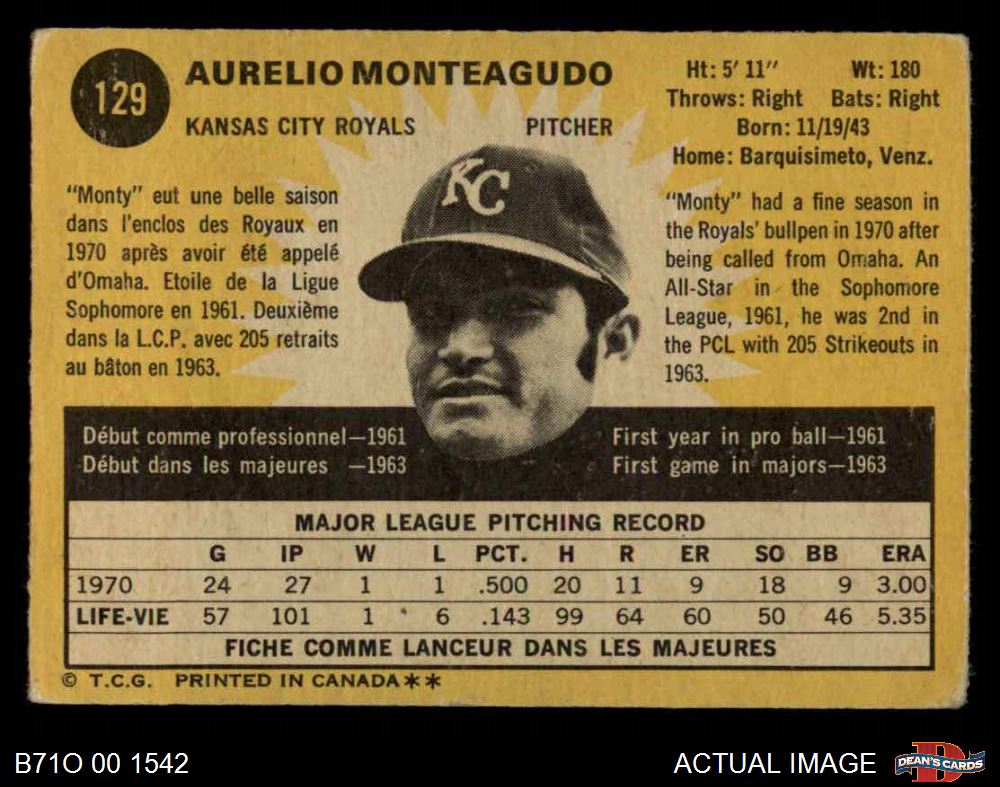 129
AURELIO MONTEAGUDO
KANSAS CITY ROYALS PITCHER
Ht: 5' 11" Wt: 180
Throws: Right Bats: Right
Born: 11/19/43
Home: Barquisimeto, Venz.
"Monty" eut une belle saison
dans l'enclos des Royaux en
1970 après avoir été appelé
d'Omaha. Etoile de la Ligue
Sophomore en 1961. Deuxième
dans la L.C.P. avec 205 retraits
au bâton en 1963.
KC
"Monty" had a fine season in
the Royals' bullpen in 1970 after
being called from Omaha. An
All-Star in the Sophomore
League, 1961, he was 2nd in
the PCL with 205 Strikeouts in
1963.
Début comme professionnel—1961
Début dans les majeures —1963
First year in pro ball—1961
First game in majors—1963
MAJOR LEAGUE PITCHING RECORD
G IP W L PCT. H R ER SO BB ERA
1970 24 27 1 1 .500 20 11 9 18 9 3.00
LIFE-VIE 57 101 1 6 .143 99 64 60 50 46 5.35
FICHE COMME LANCEUR DANS LES MAJEURES
© T.C.G. PRINTED IN CANADA**
B71O 00 1542
ACTUAL IMAGE
DEAN'S CARDS